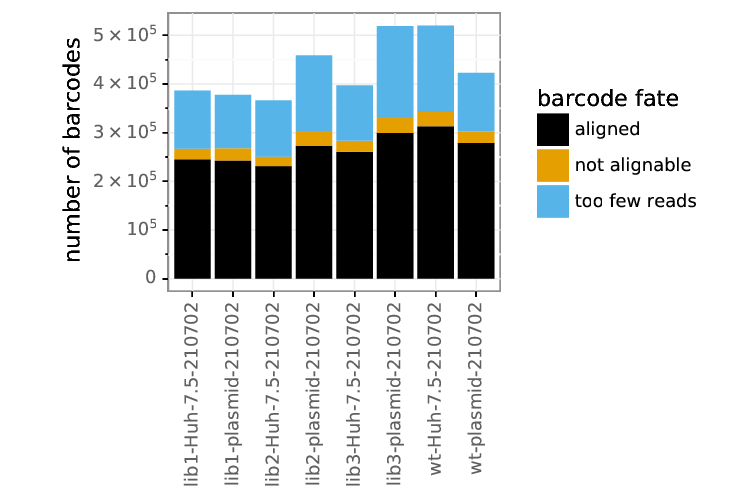 number of barcodes
5 × 10⁵
4 × 10⁵
3 × 10⁵
2 × 10⁵
10⁵
0
lib1-Huh-7.5-210702
lib1-plasmid-210702
lib2-Huh-7.5-210702
lib2-plasmid-210702
lib3-Huh-7.5-210702
lib3-plasmid-210702
wt-Huh-7.5-210702
wt-plasmid-210702
barcode fate
aligned
not alignable
too few reads